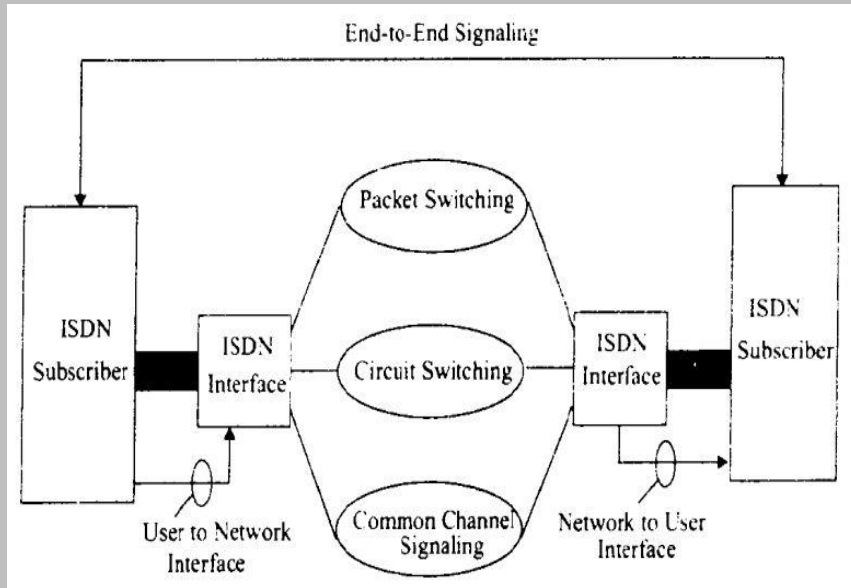 End-to-End Signaling
Packet Switching
ISDN
Subscriber
ISDN
Interface
Circuit Switching
ISDN
Interface
ISDN
Subscriber
User to Network
Interface
Common Channel
Signaling
Network to User
Interface